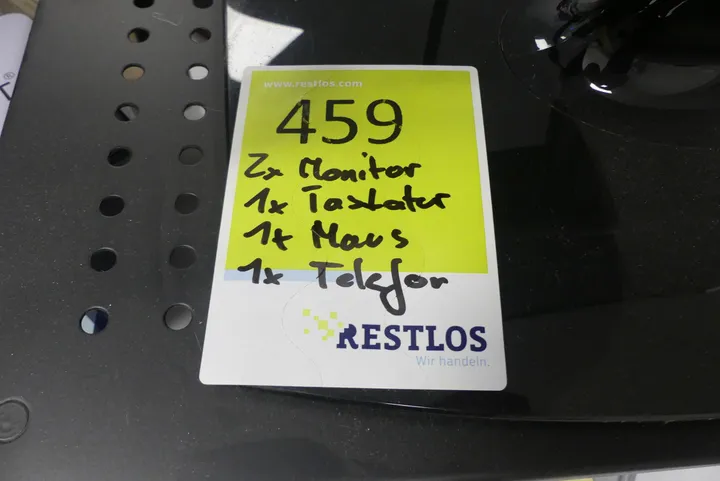 www.restlos.com
459
2x Monitor
1x Tastatur
1x Maus
1x Telefon
RESTLOS
Wir handeln.